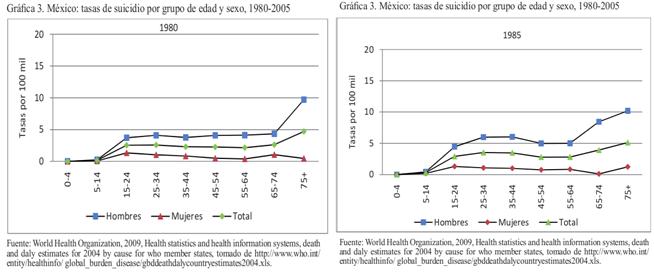 Gráfica 3. México: tasas de suicidio por grupo de edad y sexo, 1980-2005
1980
Tasas por 100 mil
20
15
10
5
0
0-4
5-14
15-24
25-34
35-44
45-54
55-64
65-74
75+
Hombres
Mujeres
Total
Fuente: World Health Organization, 2009, Health statistics and health information systems, death
and daly estimates for 2004 by cause for who member states, tomado de http://www.who.int/
entity/healthinfo/ global_burden_disease/gbddeathdalycountryestimates2004.xls.
Gráfica 3. México: tasas de suicidio por grupo de edad y sexo, 1980-2005
1985
Tasas por 100 mil
20
15
10
5
0
0-4
5-14
15-24
25-34
35-44
45-54
55-64
65-74
75+
Hombres
Mujeres
Total
Fuente: World Health Organization, 2009, Health statistics and health information systems, death
and daly estimates for 2004 by cause for who member states, tomado de http://www.who.int/
entity/healthinfo/ global_burden_disease/gbddeathdalycountryestimates2004.xls.